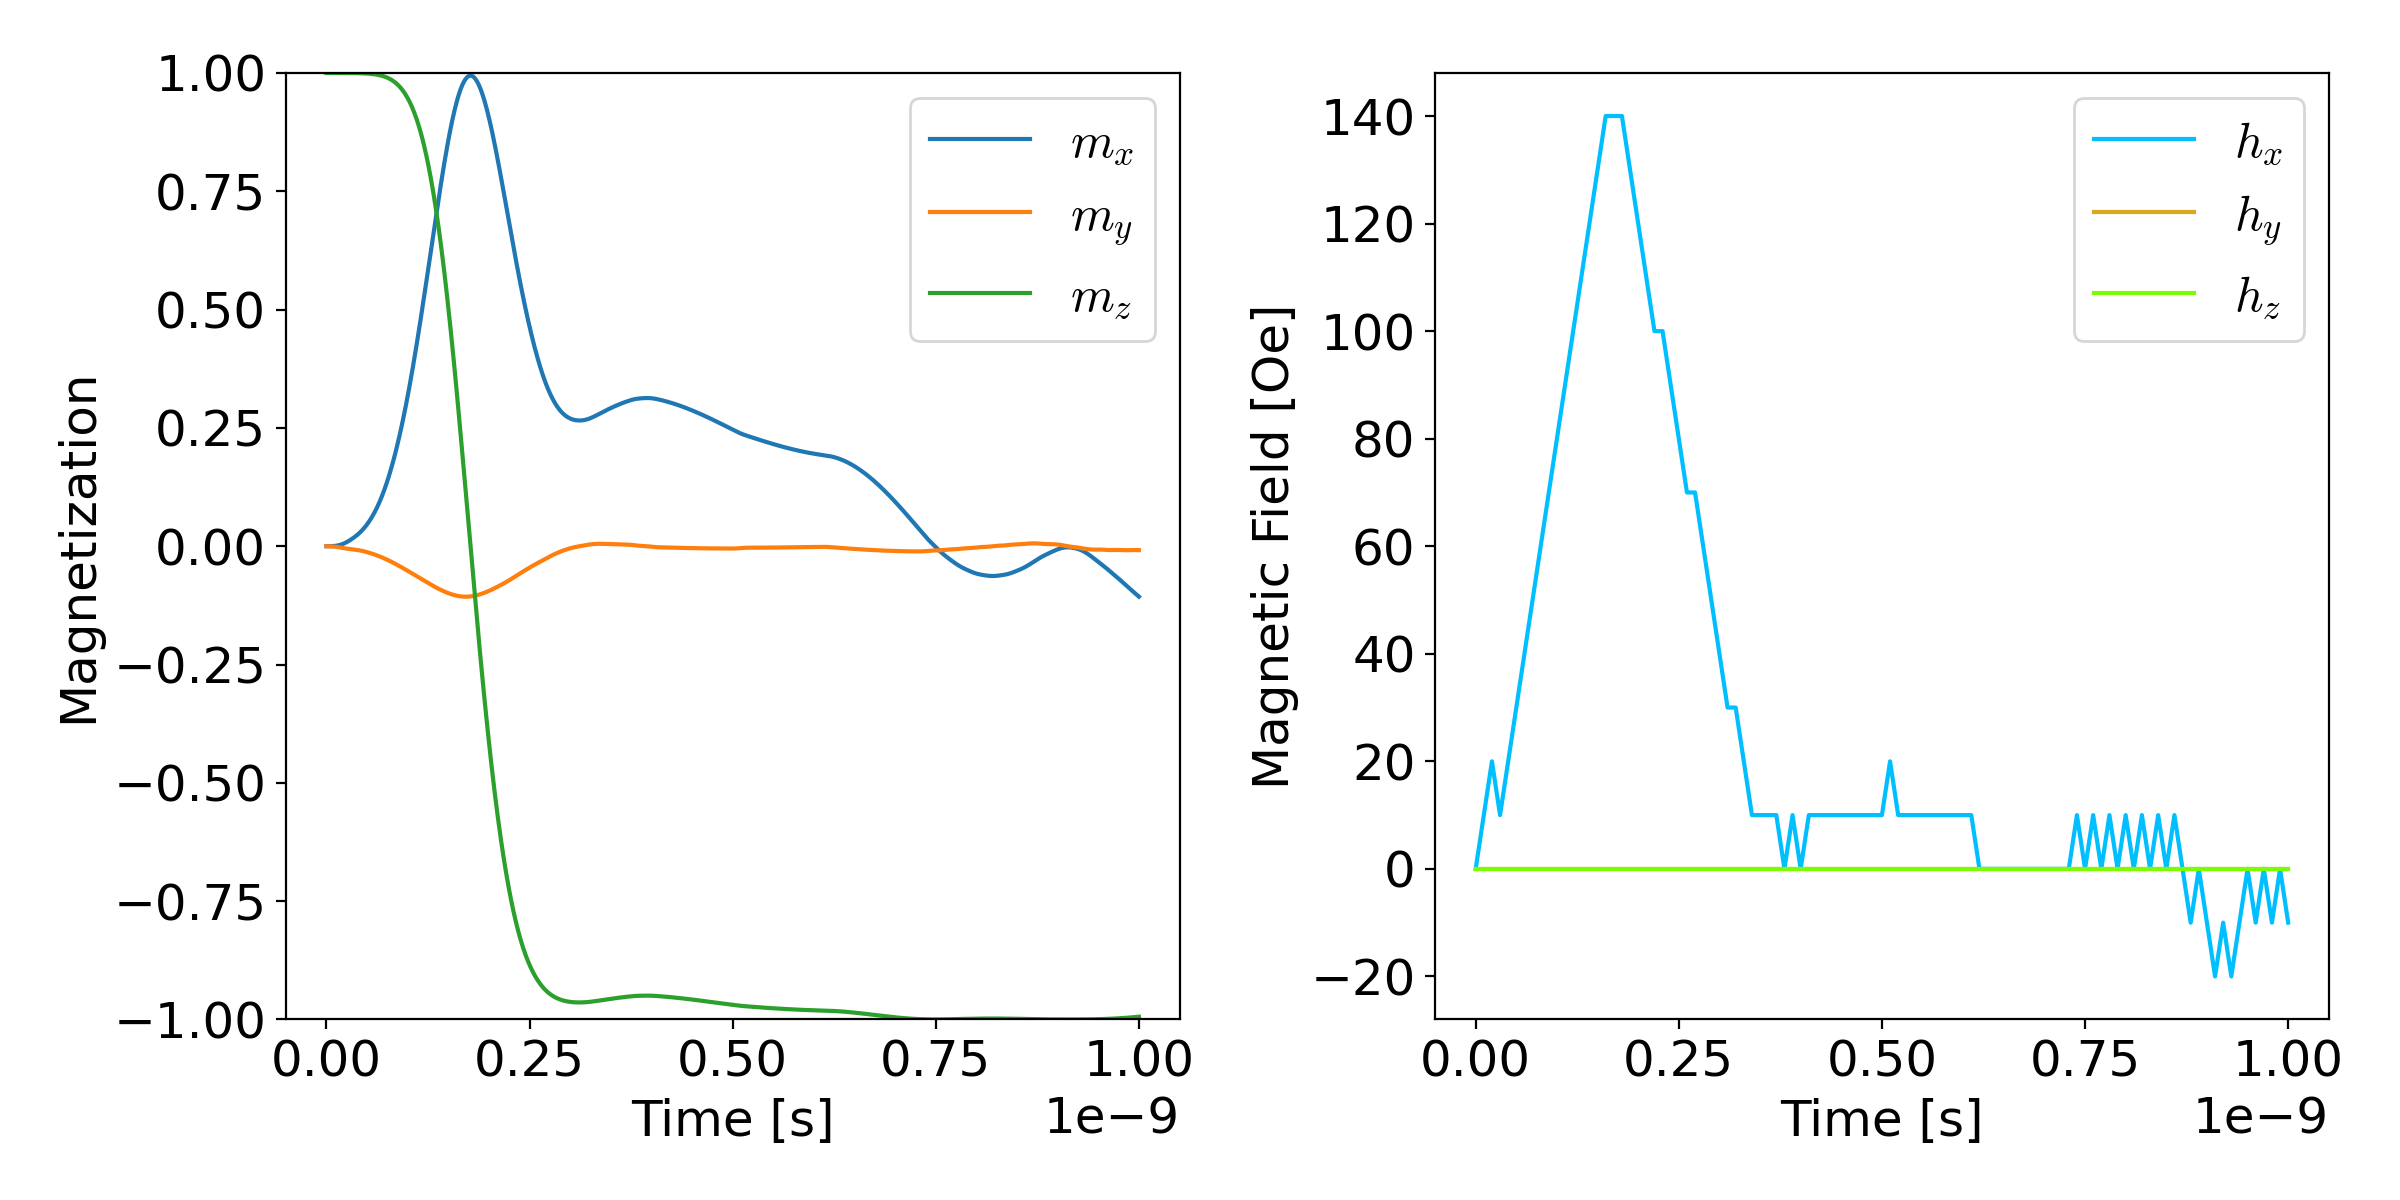 Magnetization
1.00
0.75
0.50
0.25
0.00
−0.25
−0.50
−0.75
−1.00
0.00 0.25 0.50 0.75 1.00
Time [s]
1e−9
m_x
m_y
m_z
Magnetic Field [Oe]
140
120
100
80
60
40
20
0
−20
0.00 0.25 0.50 0.75 1.00
Time [s]
1e−9
h_x
h_y
h_z